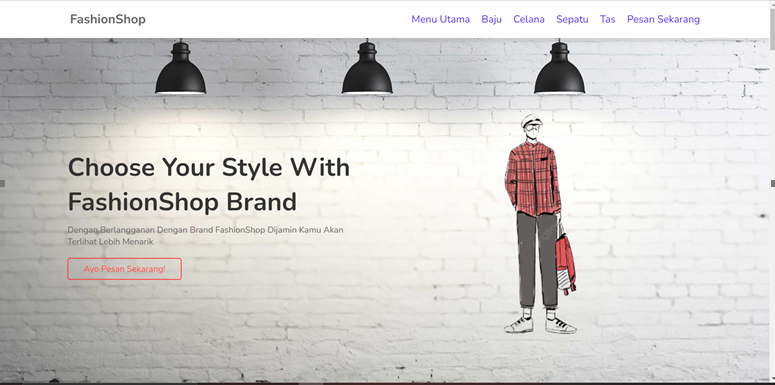 FashionShop
Menu Utama Baju Celana Sepatu Tas Pesan Sekarang
Choose Your Style With
FashionShop Brand
Dengan Berlangganan Dengan Brand FashionShop Dijamin Kamu Akan
Terlihat Lebih Menarik
Ayo Pesan Sekarang!